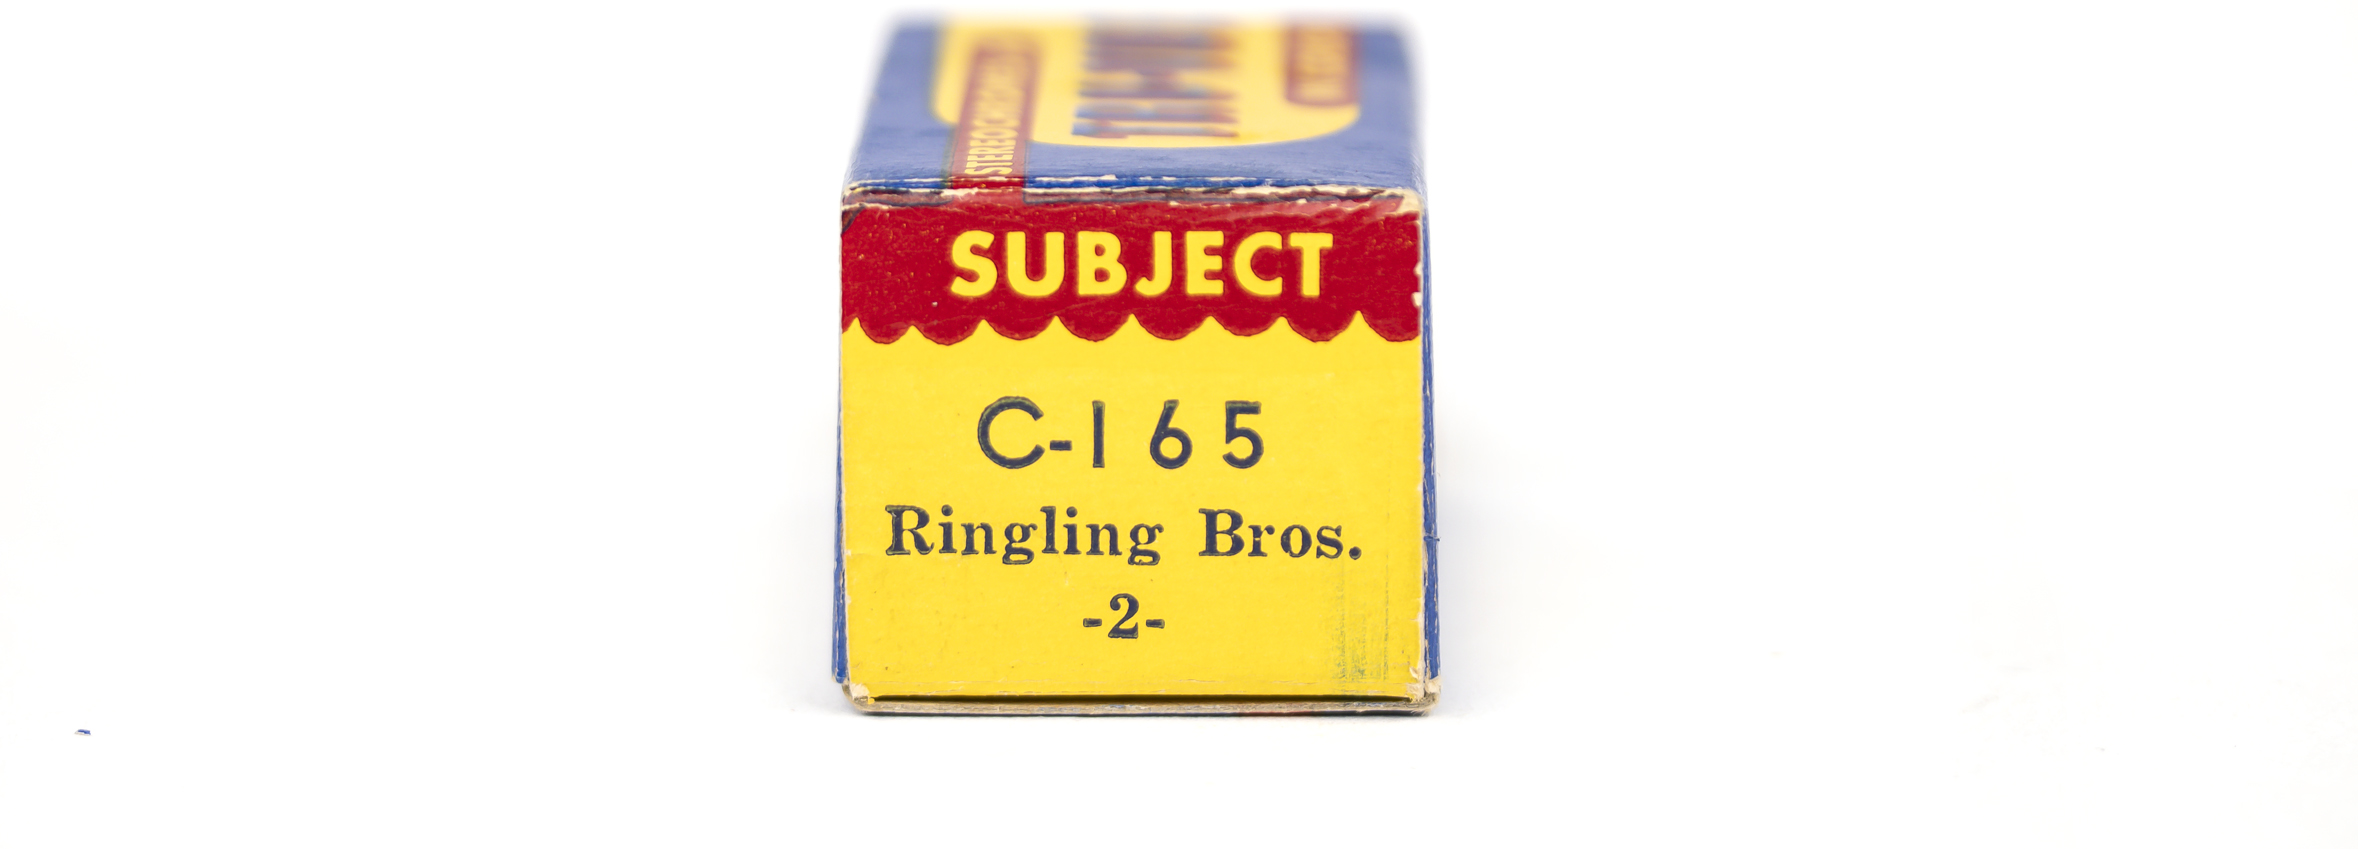 SUBJECT
C-165
Ringling Bros.
-2-